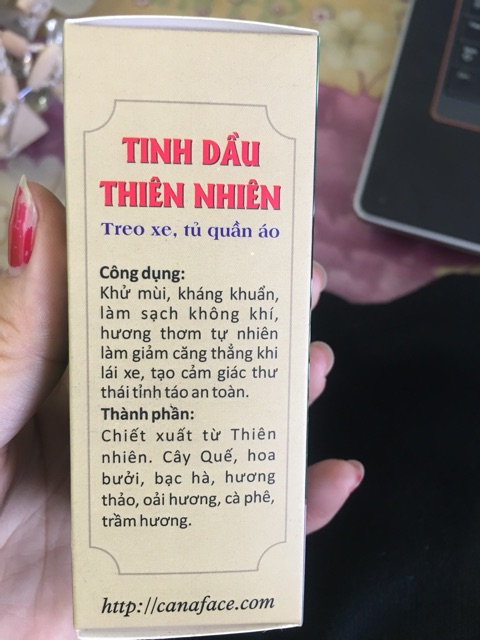 TINH DẦU
THIÊN NHIÊN
Treo xe, tủ quần áo
Công dụng:
Khử mùi, kháng khuẩn,
làm sạch không khí,
hương thơm tự nhiên
làm giảm căng thẳng khi
lái xe, tạo cảm giác thư
thái tỉnh táo an toàn.
Thành phần:
Chiết xuất từ Thiên
nhiên. Cây Quế, hoa
bưởi, bạc hà, hương
thảo, oải hương, cà phê,
trầm hương.
http://canaface.com